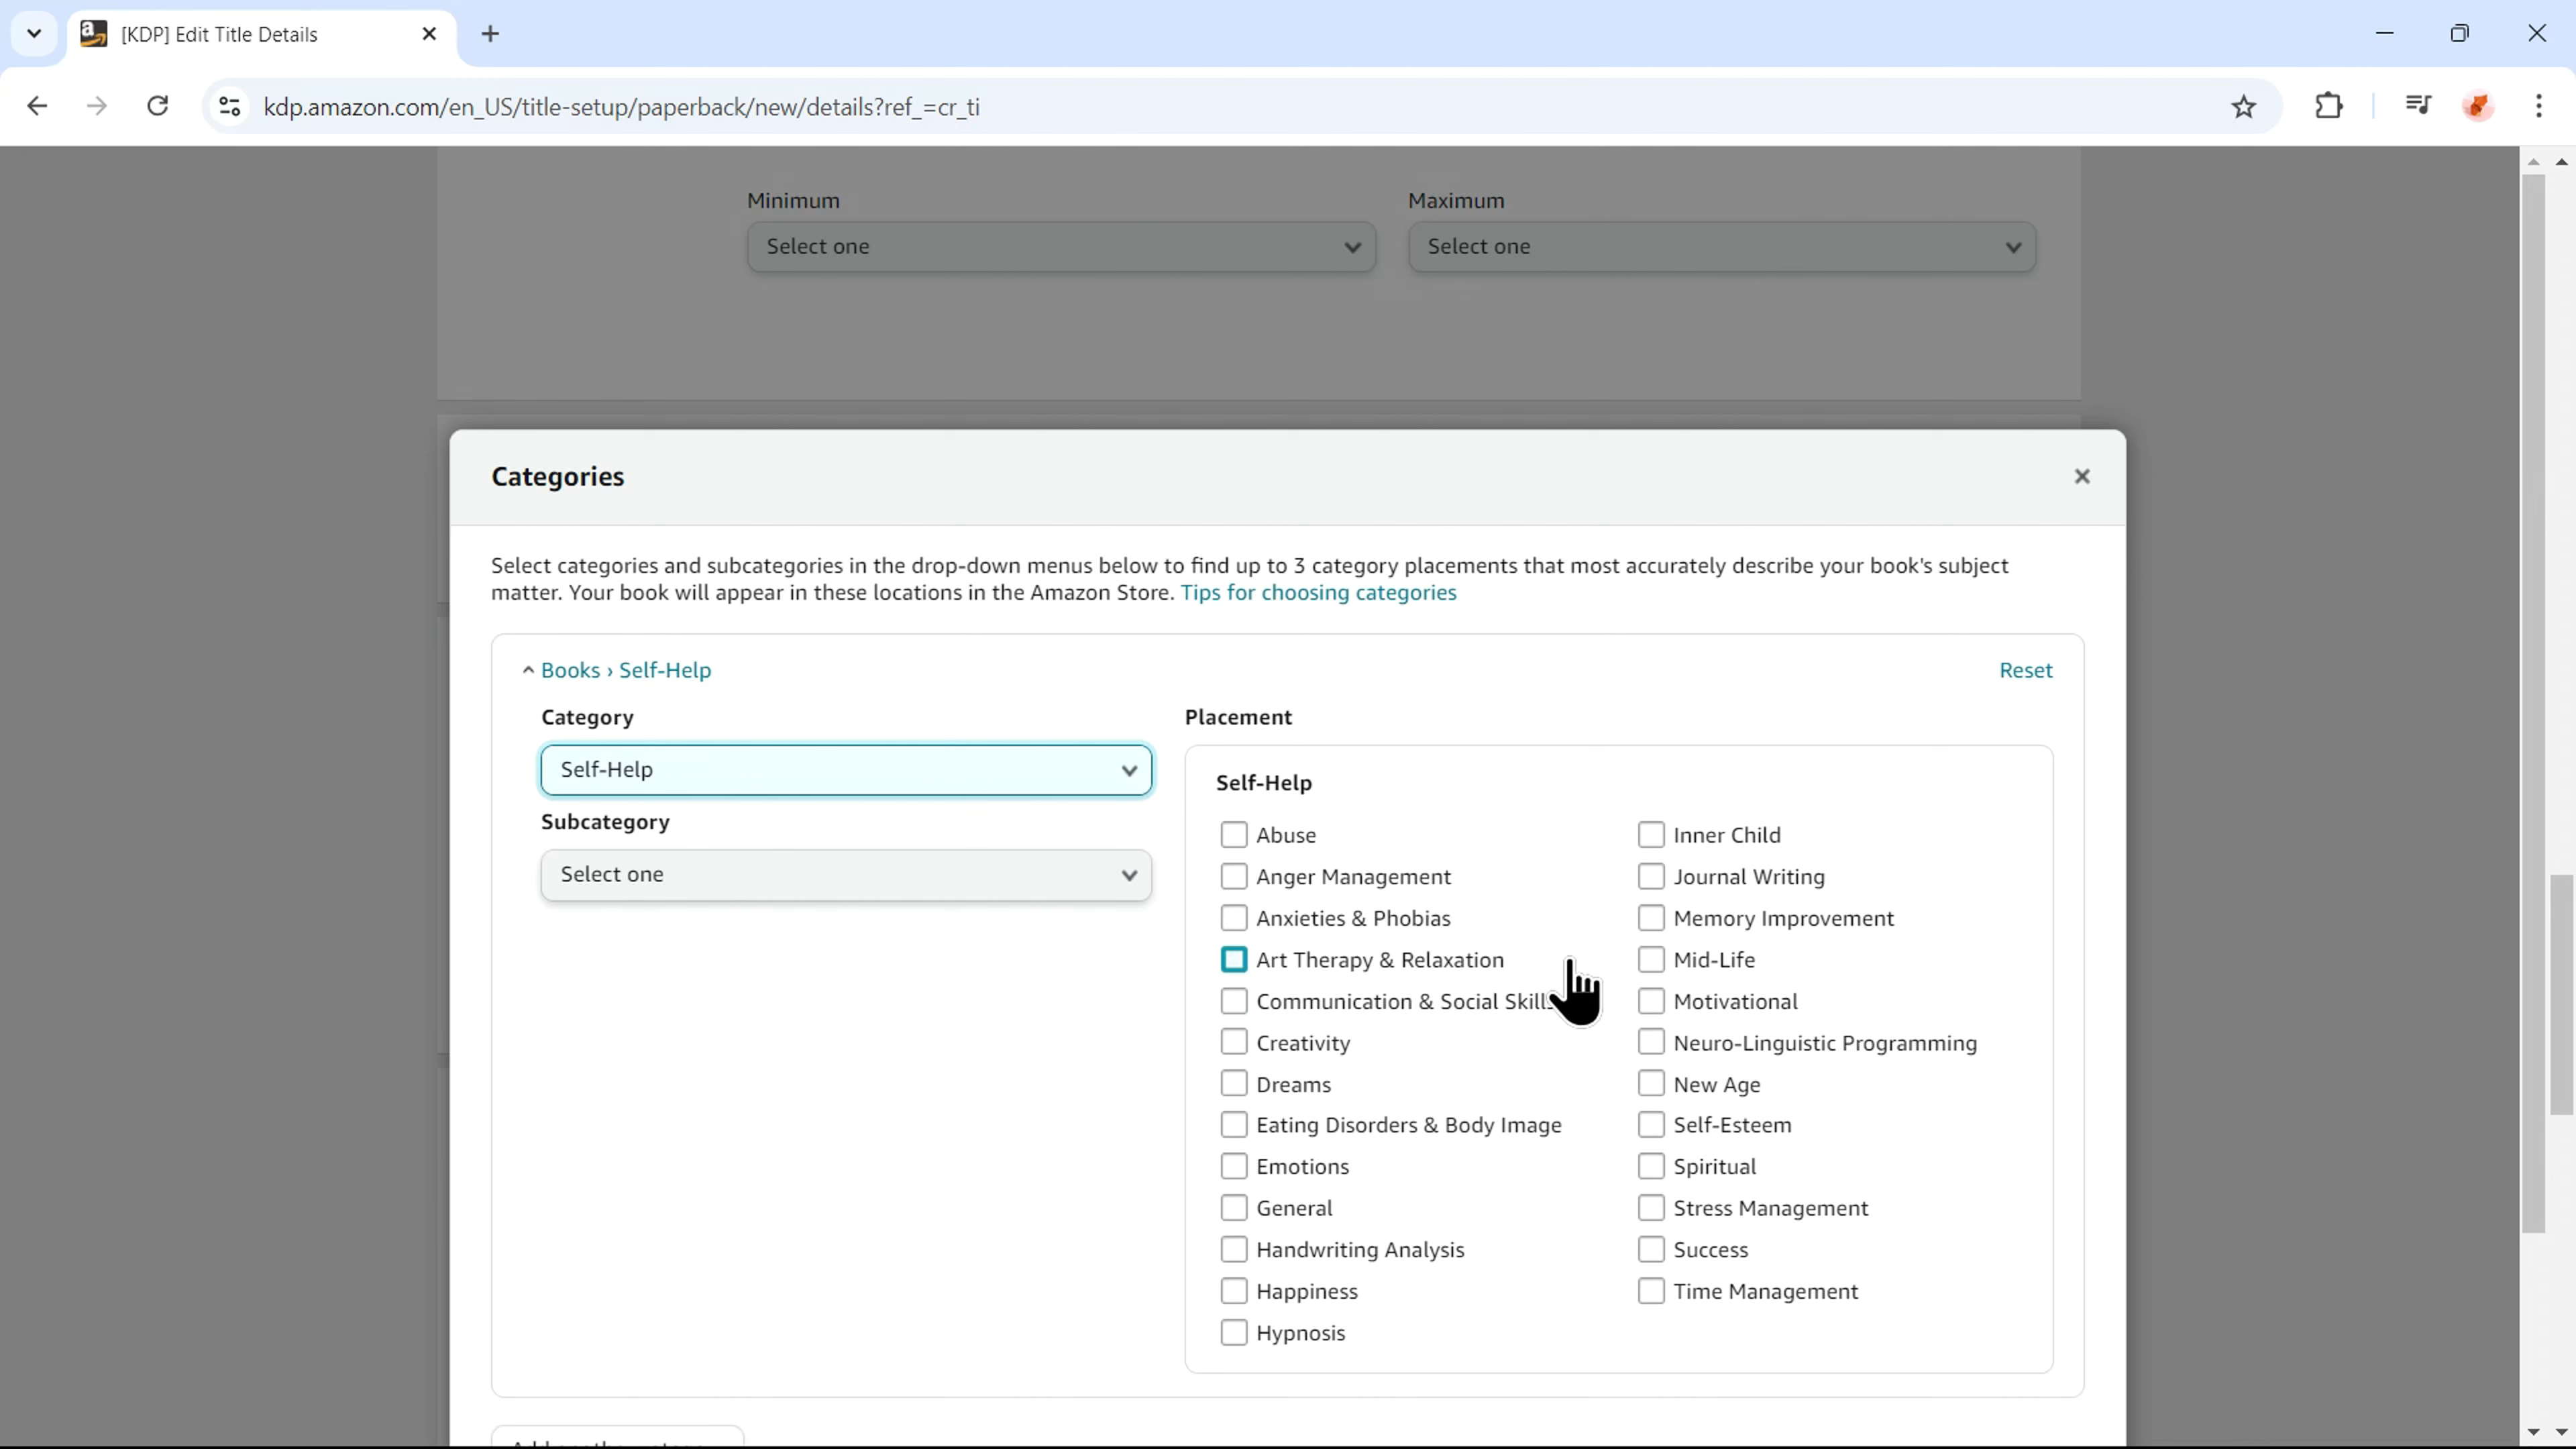 [KDP] Edit Title Details
kdp.amazon.com/en_US/title-setup/paperback/new/details?ref_=cr_ti
Minimum
Maximum
Select one
Select one
Categories
Select categories and subcategories in the drop-down menus below to find up to 3 category placements that most accurately describe your book's subject
matter. Your book will appear in these locations in the Amazon Store. Tips for choosing categories
Books › Self-Help
Reset
Category
Self-Help
Subcategory
Select one
Placement
Self-Help
Abuse
Anger Management
Anxieties & Phobias
Art Therapy & Relaxation
Communication & Social Skills
Creativity
Dreams
Eating Disorders & Body Image
Emotions
General
Handwriting Analysis
Happiness
Hypnosis
Inner Child
Journal Writing
Memory Improvement
Mid-Life
Motivational
Neuro-Linguistic Programming
New Age
Self-Esteem
Spiritual
Stress Management
Success
Time Management